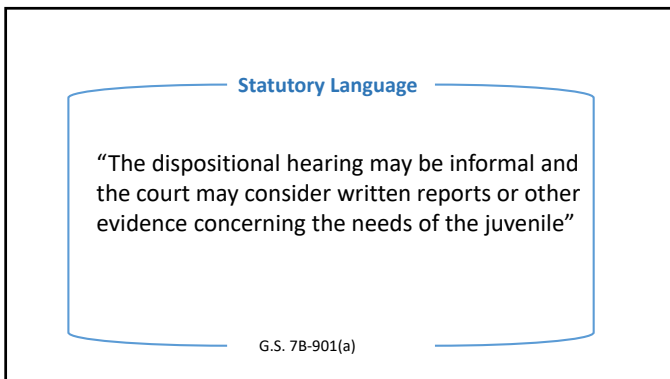 Statutory Language
“The dispositional hearing may be informal and
the court may consider written reports or other
evidence concerning the needs of the juvenile”
G.S. 7B-901(a)